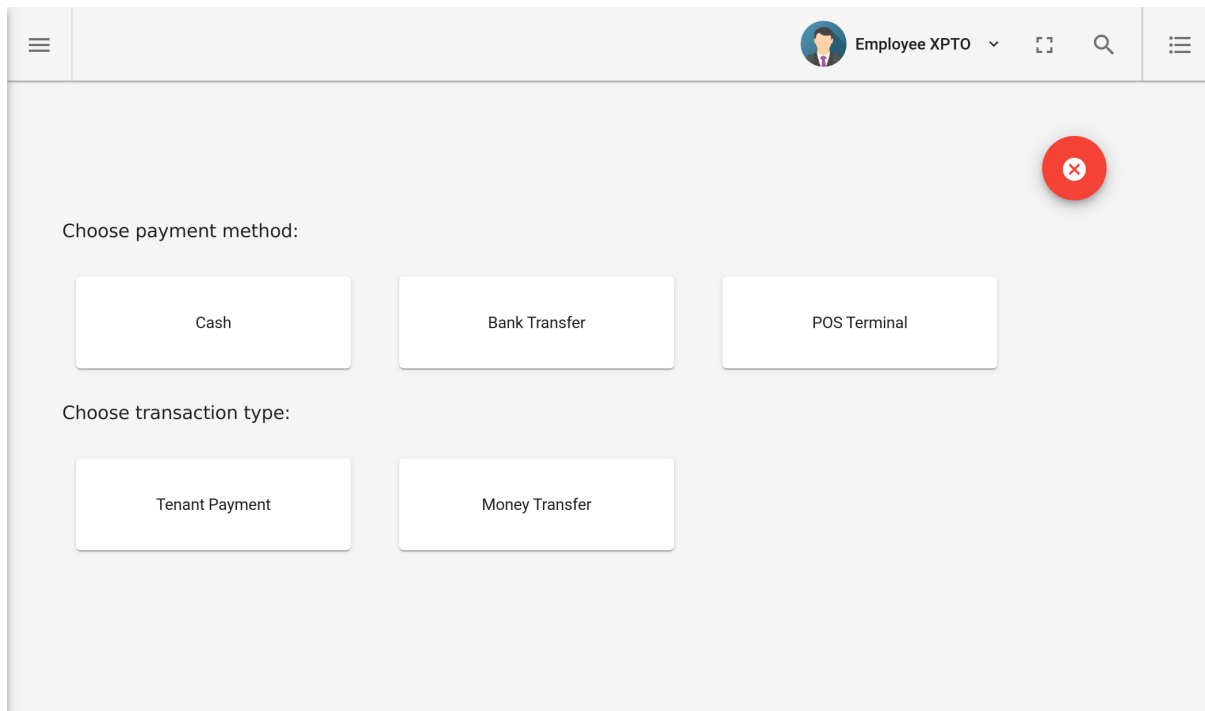 Employee XPTO
Choose payment method:
Cash
Bank Transfer
POS Terminal
Choose transaction type:
Tenant Payment
Money Transfer